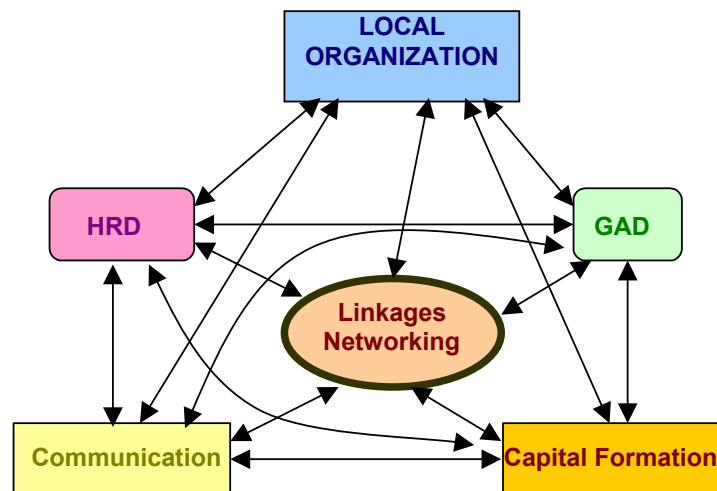 LOCAL
ORGANIZATION
HRD
GAD
Linkages
Networking
Communication
Capital Formation